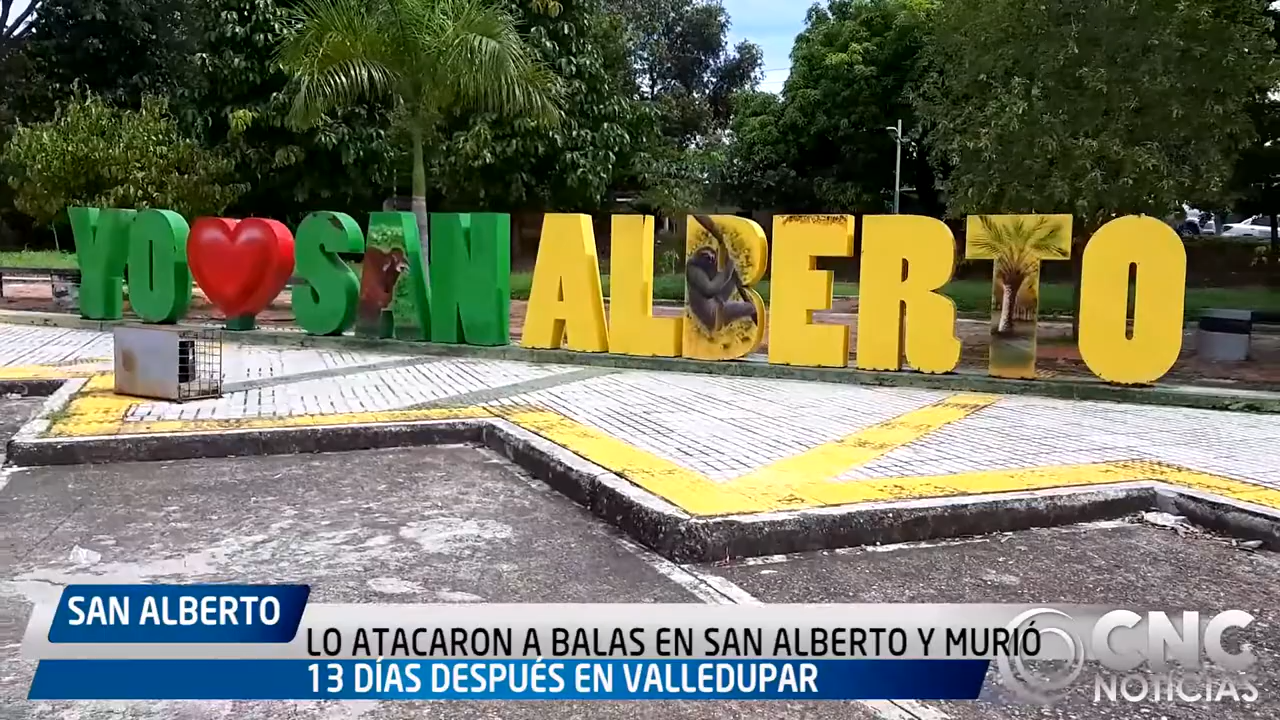 YO SAN ALBERTO
SAN ALBERTO
LO ATACARON A BALAS EN SAN ALBERTO Y MURIÓ
13 DÍAS DESPUÉS EN VALLEDUPAR
CNC
NOTICIAS